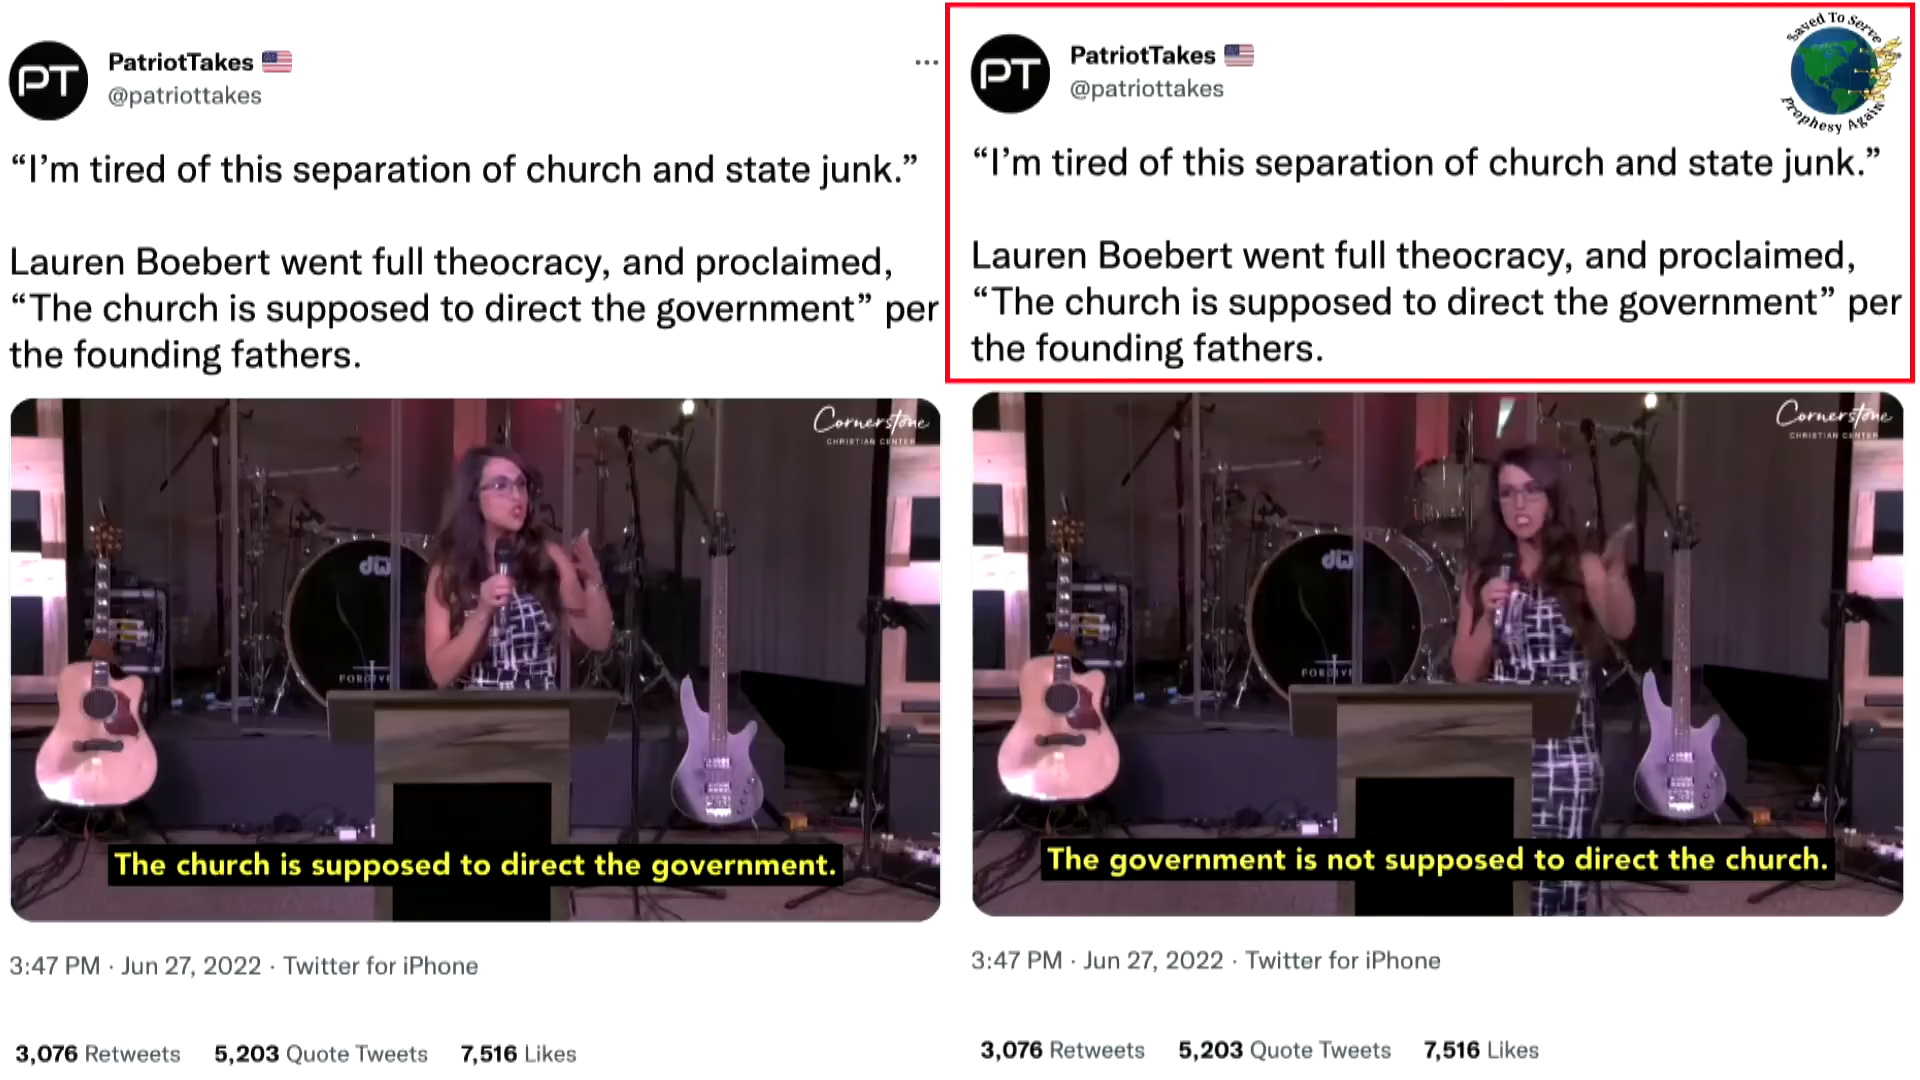 PT
PatriotTakes
@patriottakes
“I’m tired of this separation of church and state junk.”
Lauren Boebert went full theocracy, and proclaimed,
“The church is supposed to direct the government” per
the founding fathers.
Cornerstone
CHRISTIAN CENTER
dw
The church is supposed to direct the government.
3:47 PM · Jun 27, 2022 · Twitter for iPhone
3,076 Retweets 5,203 Quote Tweets 7,516 Likes
PT
PatriotTakes
@patriottakes
Saved To Serve
Prophesy Again
“I’m tired of this separation of church and state junk.”
Lauren Boebert went full theocracy, and proclaimed,
“The church is supposed to direct the government” per
the founding fathers.
Cornerstone
CHRISTIAN CENTER
dw
The government is not supposed to direct the church.
3:47 PM · Jun 27, 2022 · Twitter for iPhone
3,076 Retweets 5,203 Quote Tweets 7,516 Likes